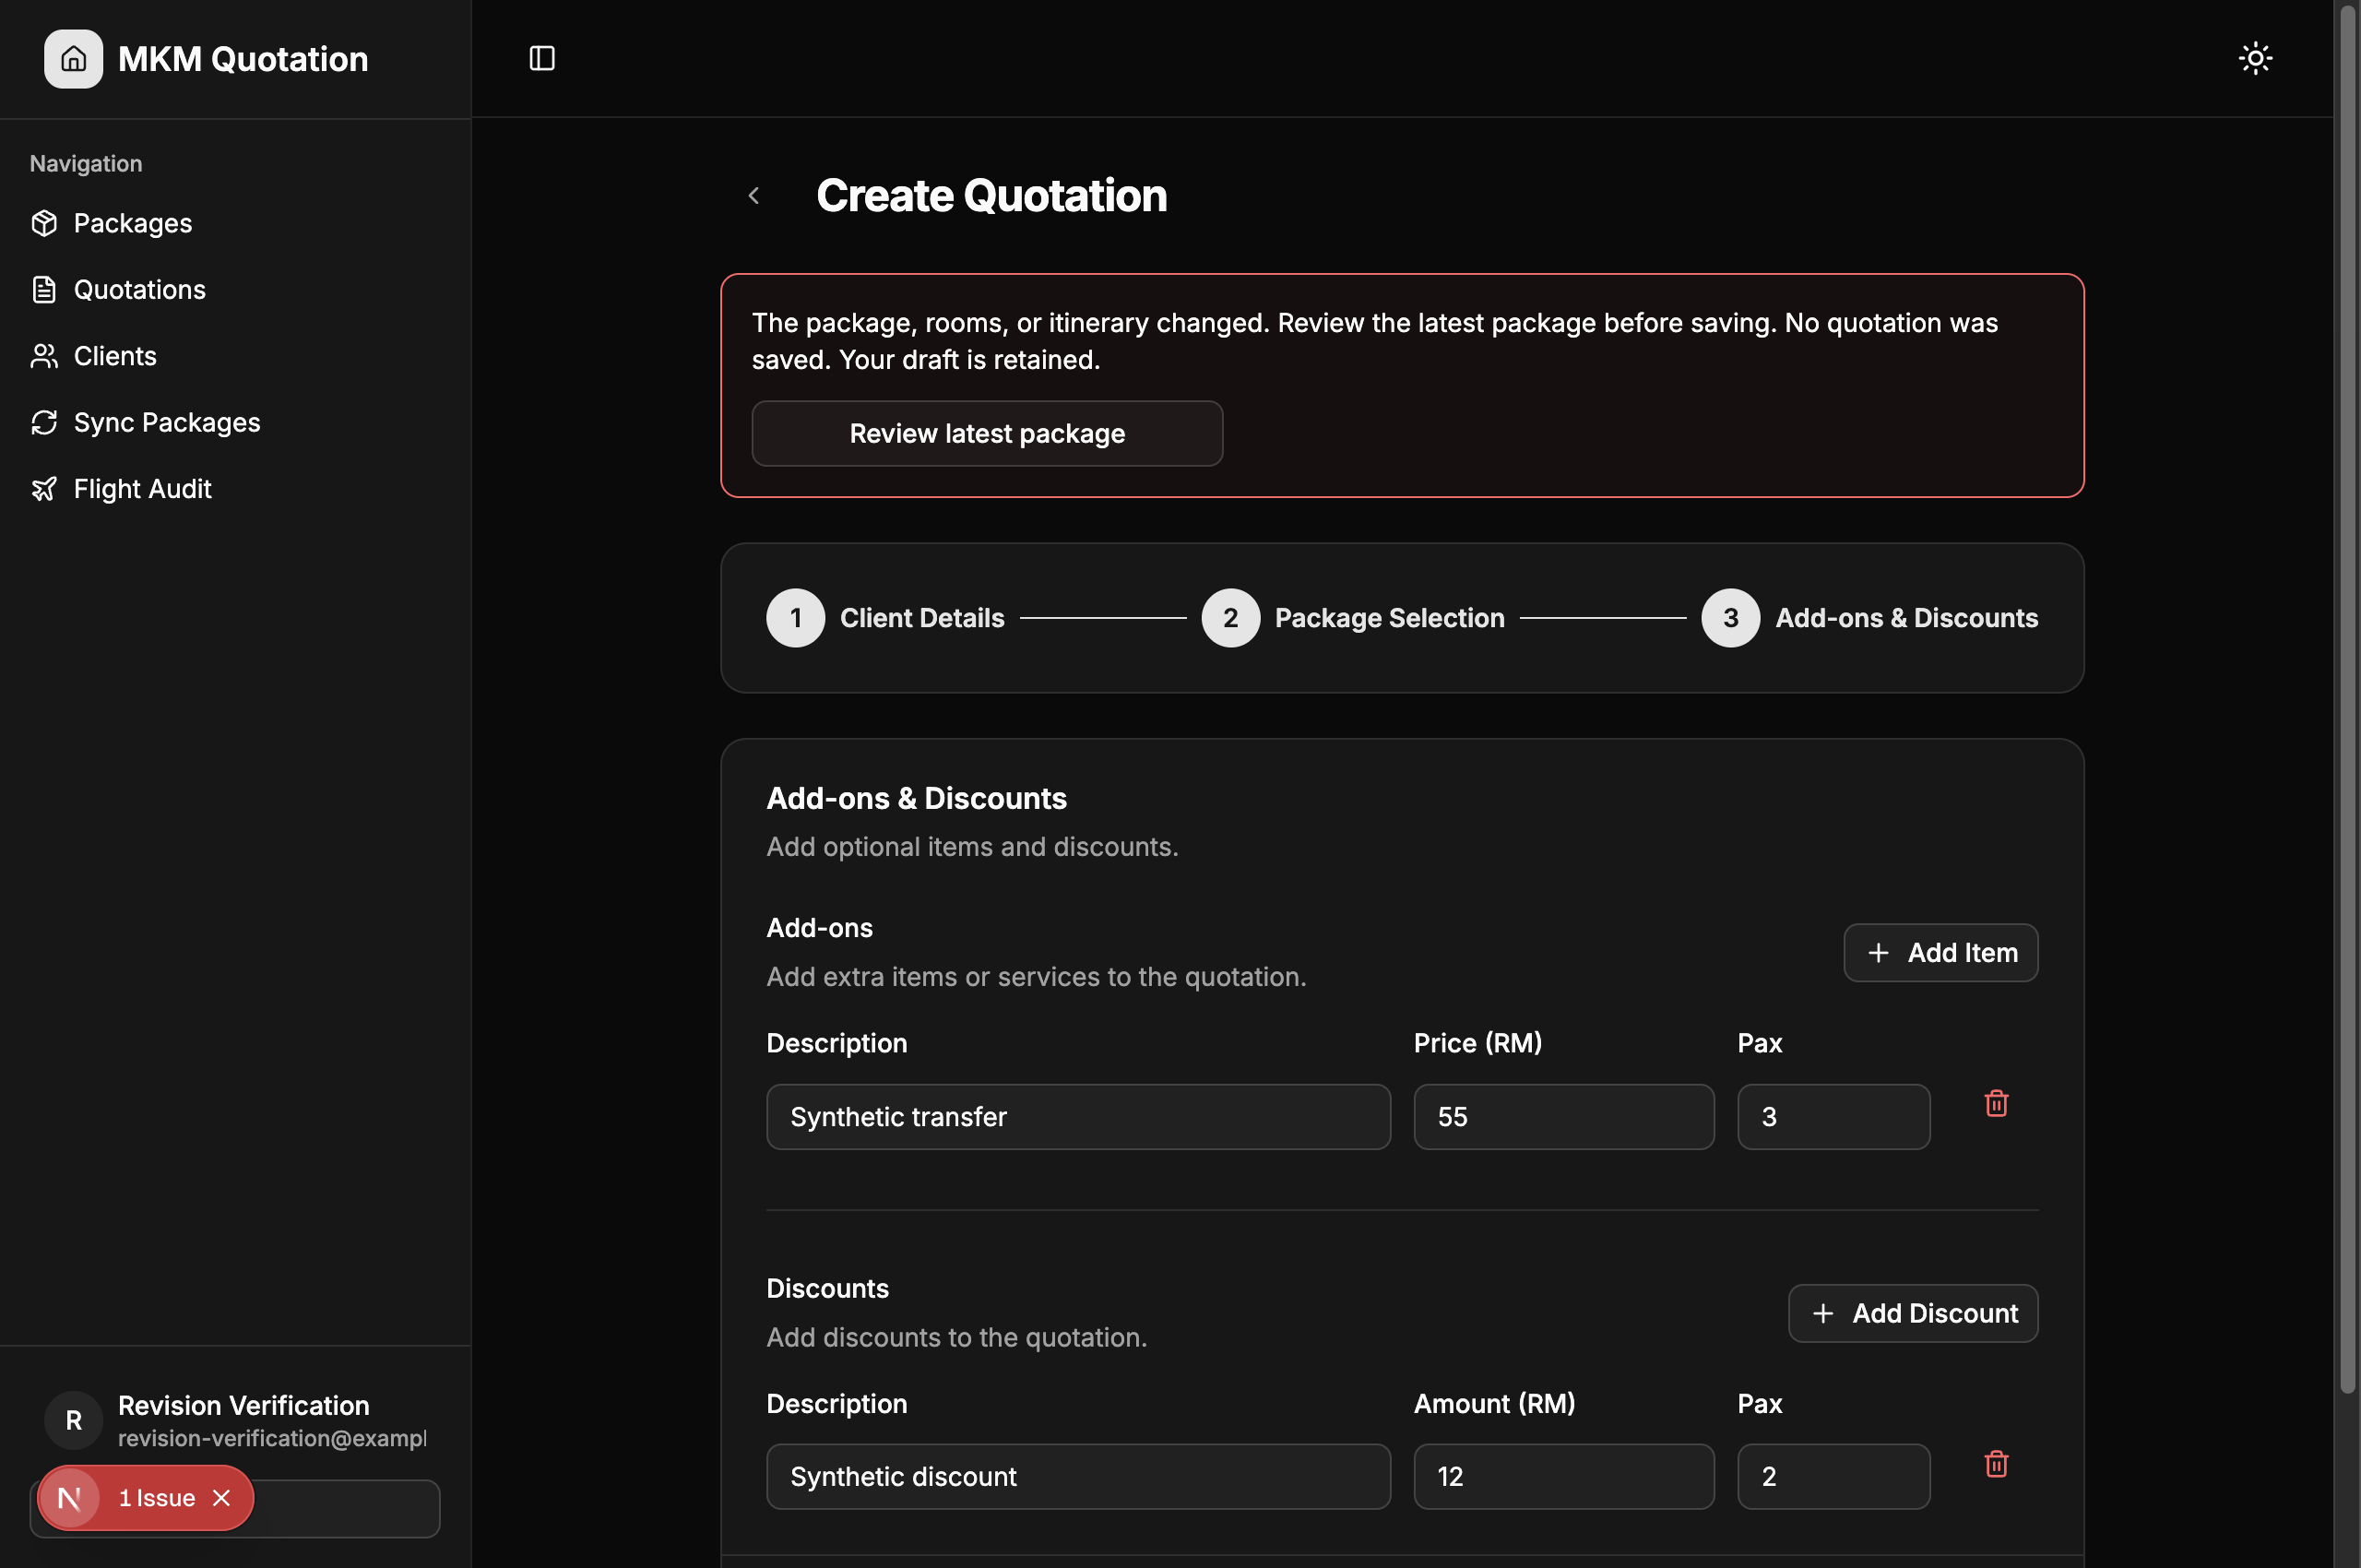 MKM Quotation
Navigation
Packages
Quotations
Clients
Sync Packages
Flight Audit
Revision Verification
R
revision-verification@exampl
N 1 Issue
Create Quotation
The package, rooms, or itinerary changed. Review the latest package before saving. No quotation was
saved. Your draft is retained.
Review latest package
1 Client Details
2 Package Selection
3 Add-ons & Discounts
Add-ons & Discounts
Add optional items and discounts.
Add-ons
Add Item
Add extra items or services to the quotation.
Description Price (RM) Pax
Synthetic transfer 55 3
Discounts
Add Discount
Add discounts to the quotation.
Description Amount (RM) Pax
Synthetic discount 12 2